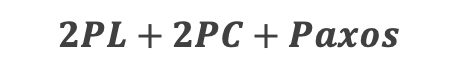 2PL + 2PC + Paxos